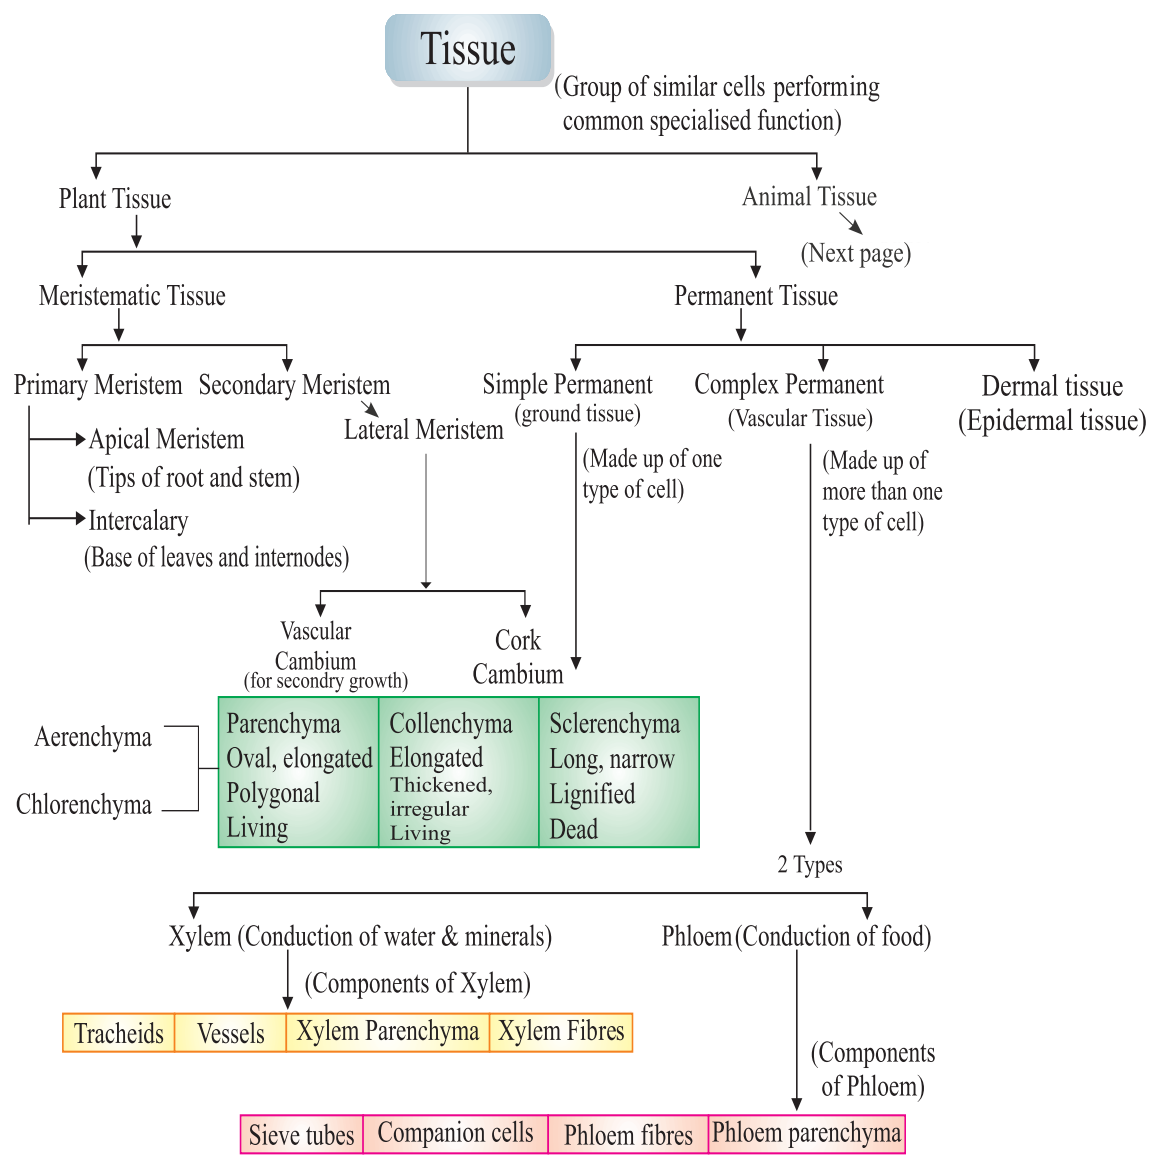 Tissue
(Group of similar cells performing
common specialised function)
Plant Tissue
Animal Tissue
(Next page)
Meristematic Tissue
Permanent Tissue
Primary Meristem
Secondary Meristem
Lateral Meristem
Simple Permanent
(ground tissue)
Complex Permanent
(Vascular Tissue)
Dermal tissue
(Epidermal tissue)
Apical Meristem
(Tips of root and stem)
Intercalary
(Base of leaves and internodes)
(Made up of one
type of cell)
(Made up of
more than one
type of cell)
Vascular
Cambium
(for secondry growth)
Cork
Cambium
Aerenchyma
Chlorenchyma
Parenchyma
Oval, elongated
Polygonal
Living
Collenchyma
Elongated
Thickened,
irregular
Living
Sclerenchyma
Long, narrow
Lignified
Dead
2 Types
Xylem (Conduction of water & minerals)
Phloem (Conduction of food)
(Components of Xylem)
Tracheids
Vessels
Xylem Parenchyma
Xylem Fibres
(Components
of Phloem)
Sieve tubes
Companion cells
Phloem fibres
Phloem parenchyma